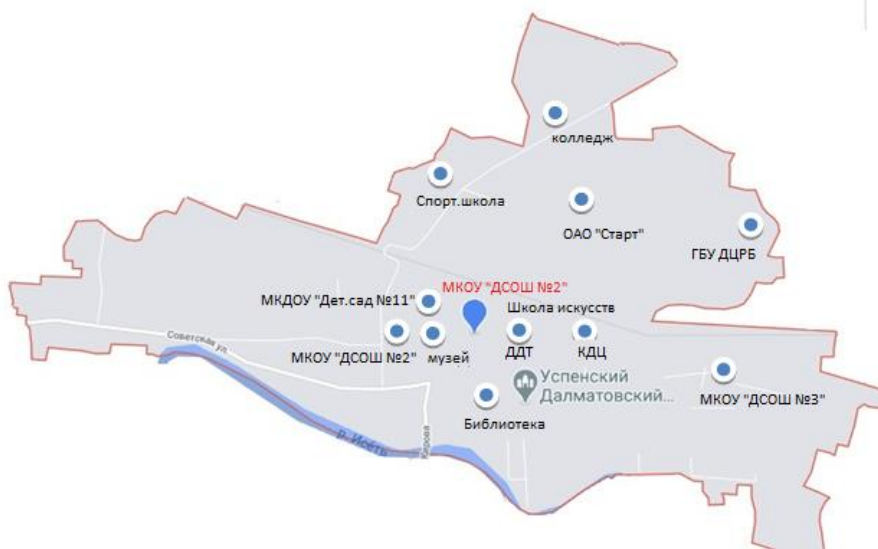 колледж
Спорт.школа
ОАО "Старт"
ГБУ ДЦРБ
МКОУ "ДСОШ №2"
МКДОУ "Дет.сад №11"
Школа искусств
Советская ул.
МКОУ "ДСОШ №2"
музей
ДДТ
КДЦ
Успенский
Далматовский...
МКОУ "ДСОШ №3"
Библиотека
р. Исеть
Кирова